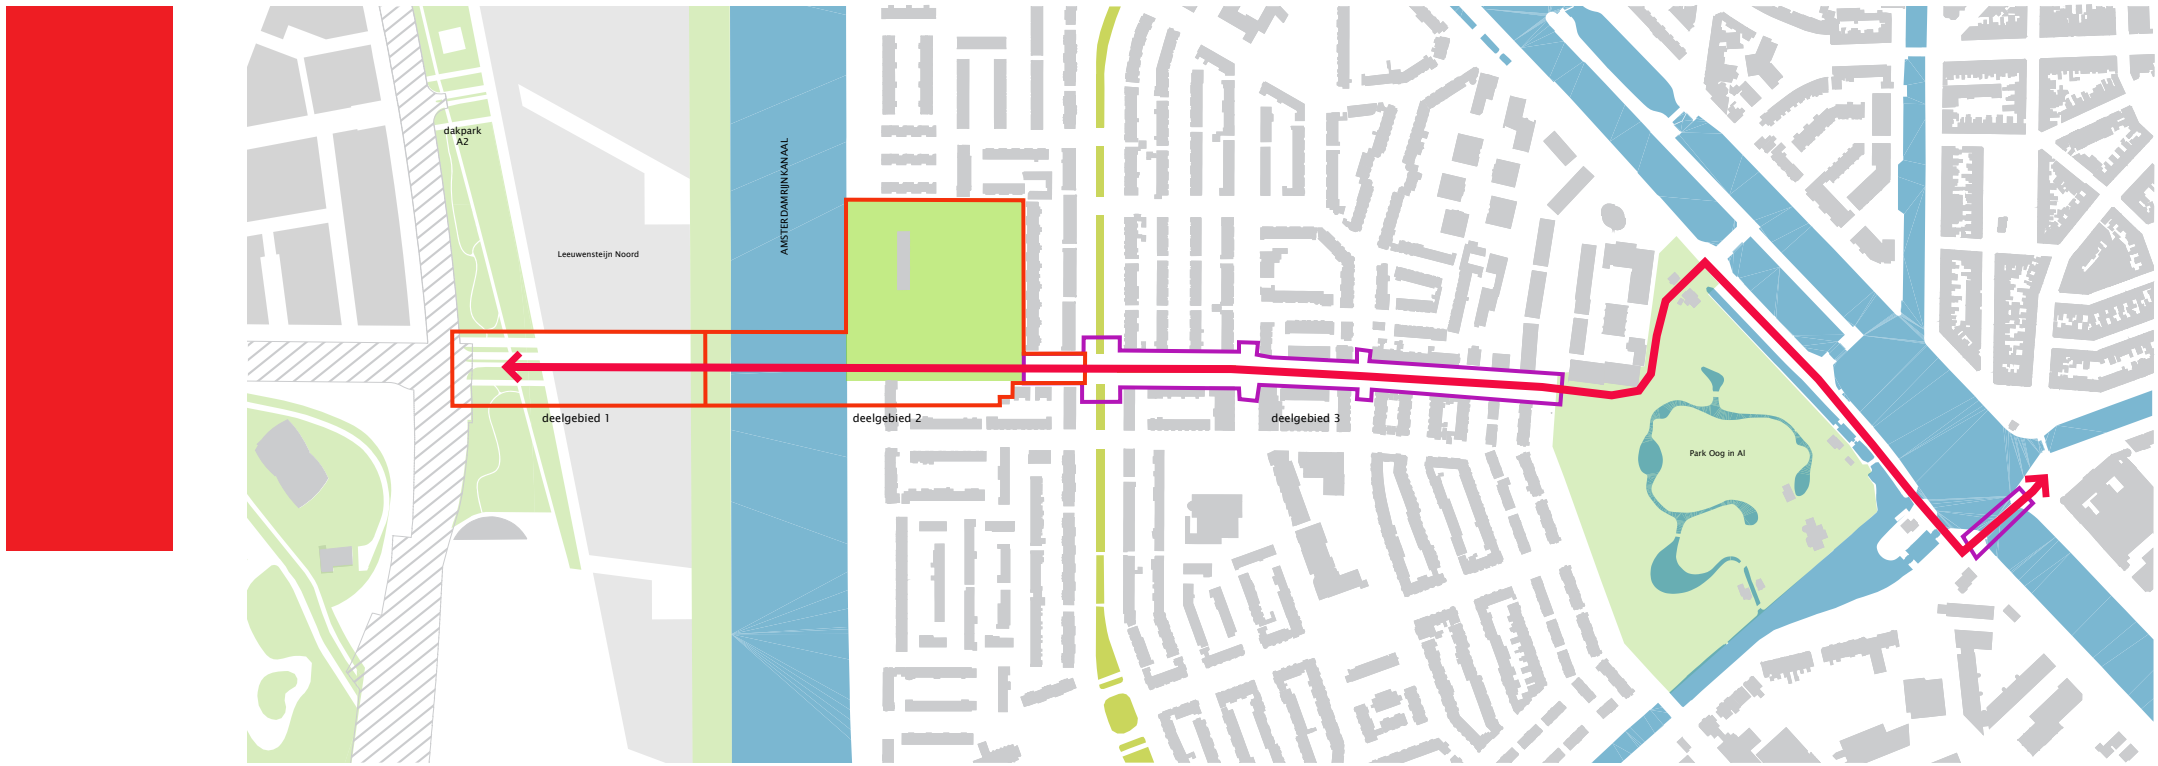 dakpark
A2
AMSTERDAMRIJNKANAAL
Leeuwensteijn Noord
deelgebied 1
deelgebied 2
deelgebied 3
Park Oog in Al